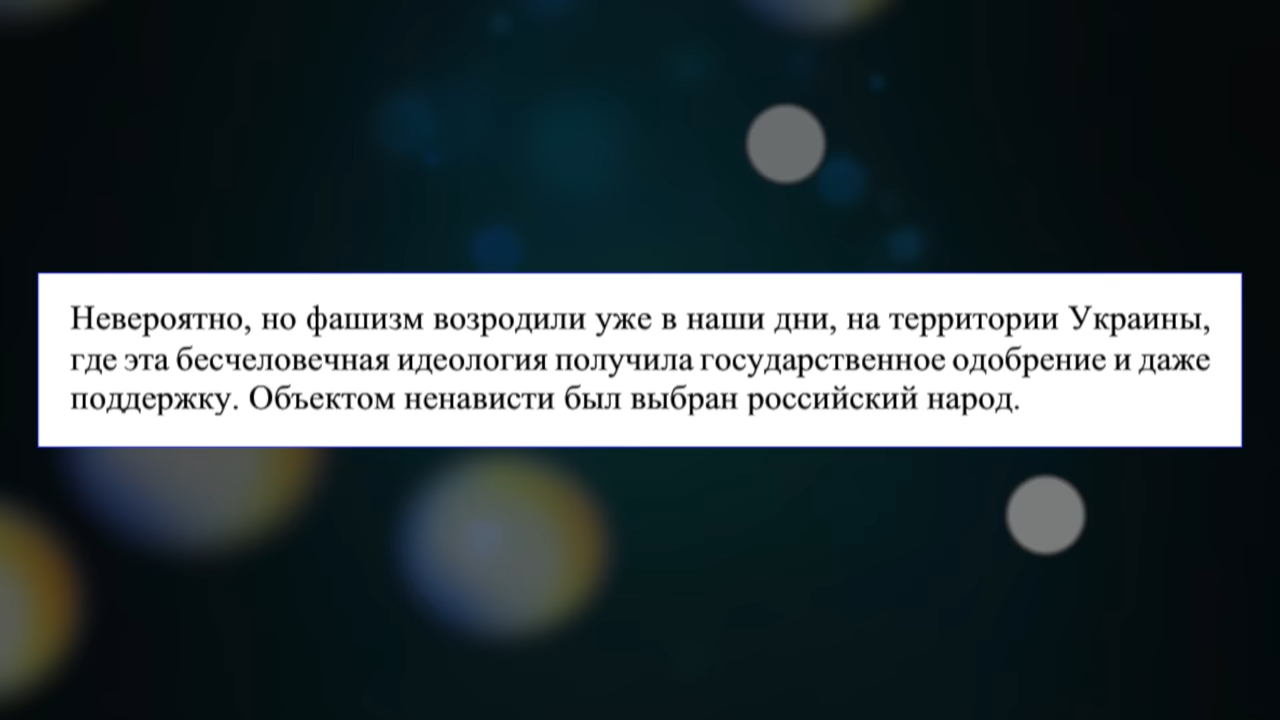 Невероятно, но фашизм возродили уже в наши дни, на территории Украины,
где эта бесчеловечная идеология получила государственное одобрение и даже
поддержку. Объектом ненависти был выбран российский народ.